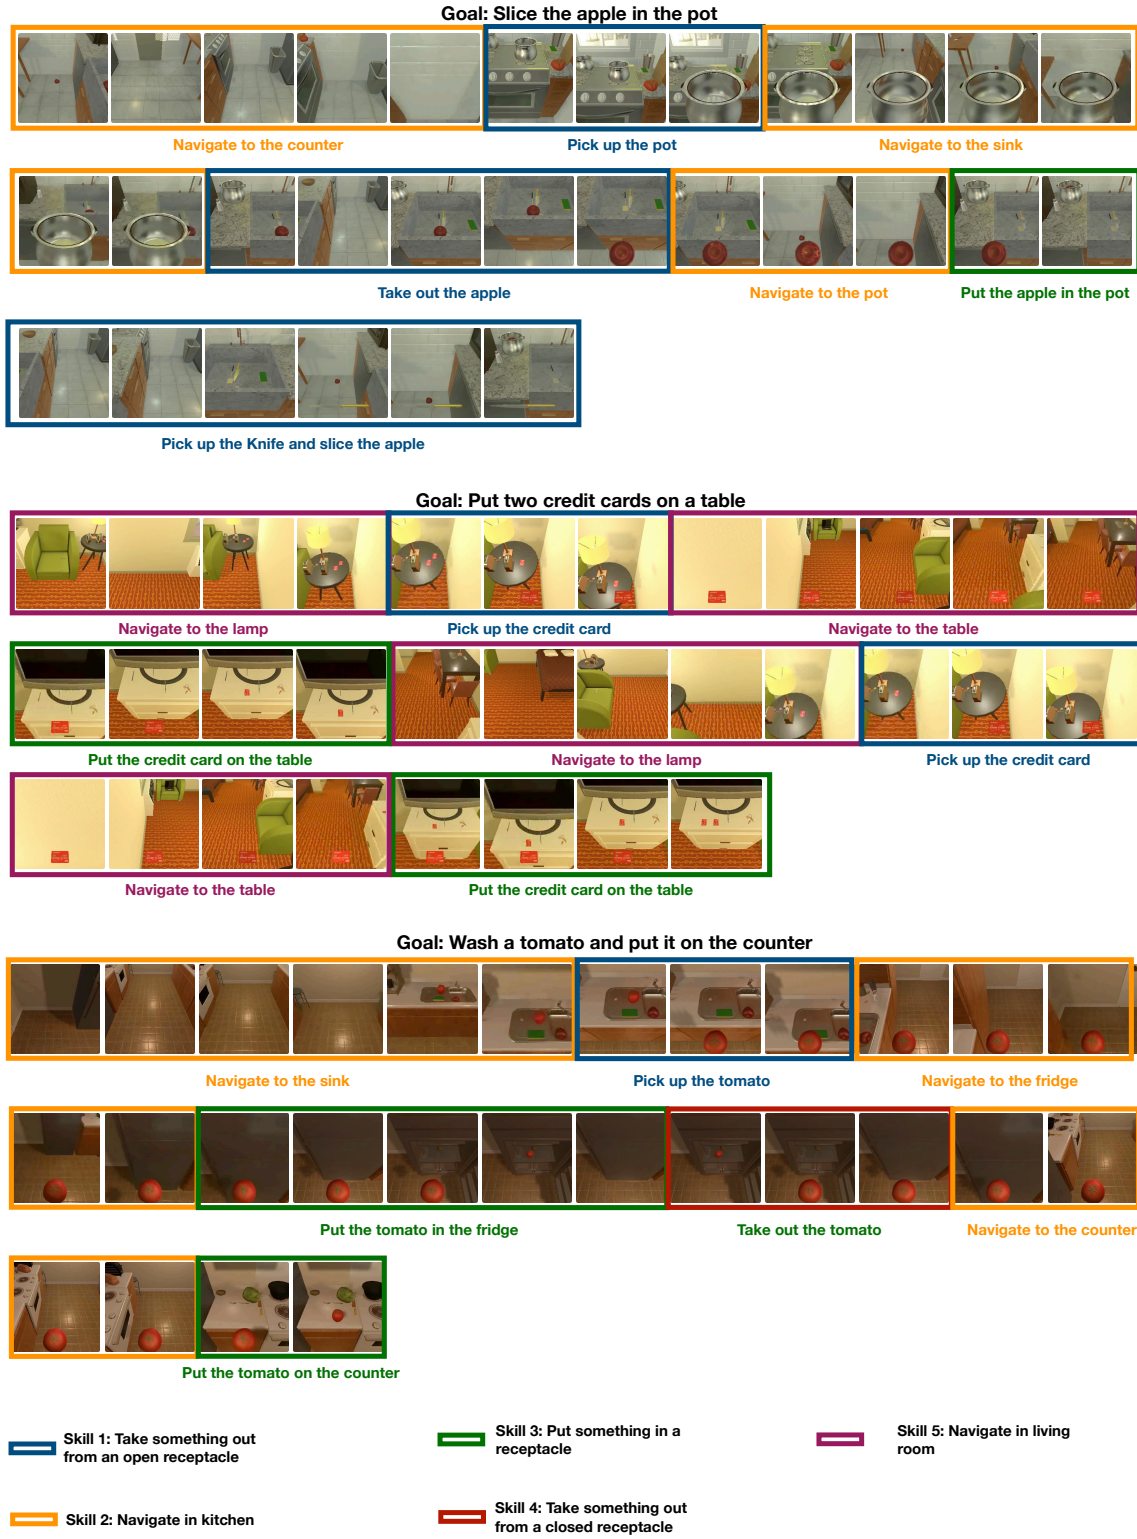 Goal: Slice the apple in the pot
Navigate to the counter
Pick up the pot
Navigate to the sink
Take out the apple
Navigate to the pot
Put the apple in the pot
Pick up the Knife and slice the apple
Goal: Put two credit cards on a table
Navigate to the lamp
Pick up the credit card
Navigate to the table
Put the credit card on the table
Navigate to the lamp
Pick up the credit card
Navigate to the table
Put the credit card on the table
Goal: Wash a tomato and put it on the counter
Navigate to the sink
Pick up the tomato
Navigate to the fridge
Put the tomato in the fridge
Take out the tomato
Navigate to the counter
Put the tomato on the counter
Skill 1: Take something out
from an open receptacle
Skill 3: Put something in a
receptacle
Skill 5: Navigate in living
room
Skill 2: Navigate in kitchen
Skill 4: Take something out
from a closed receptacle